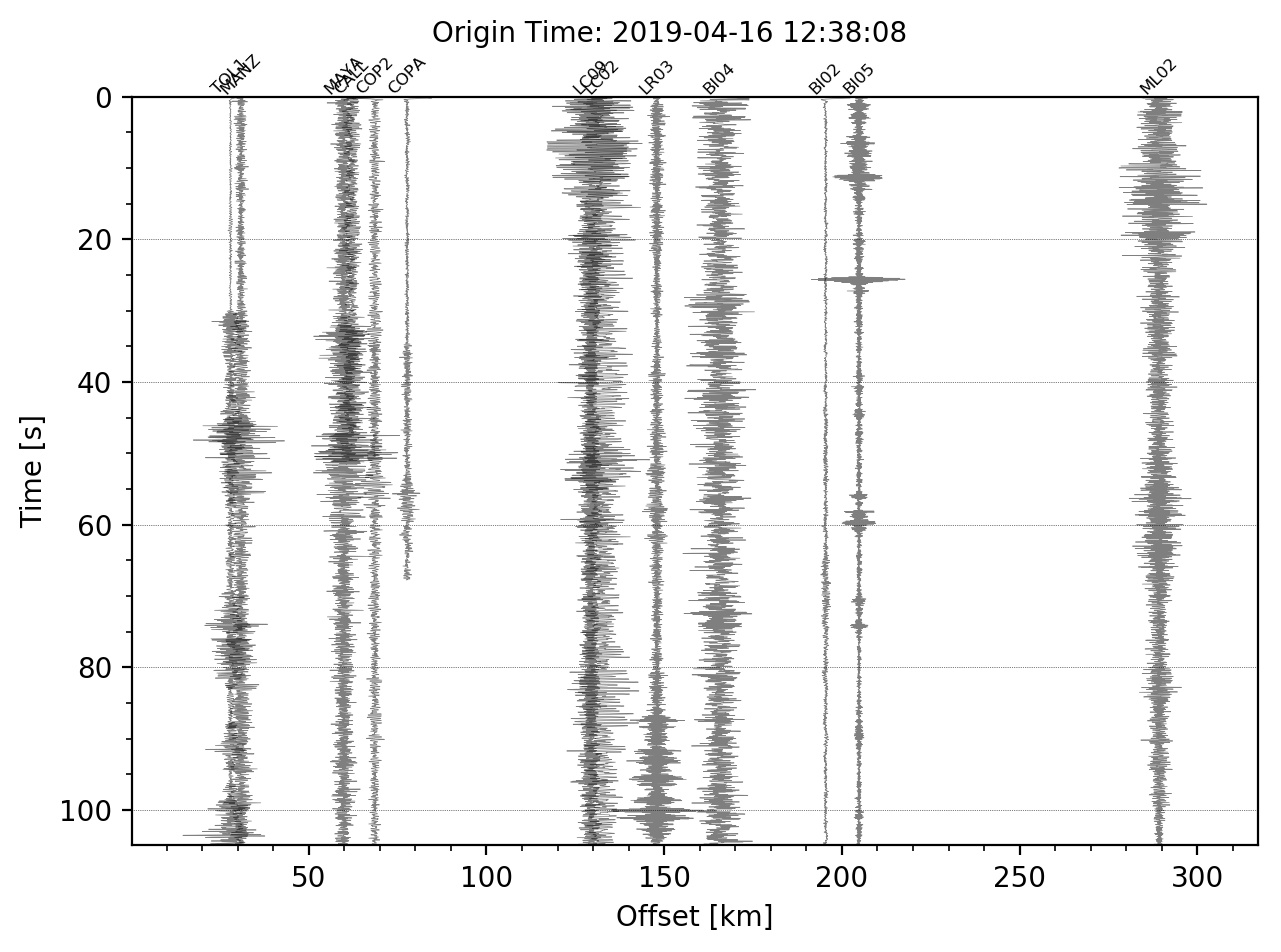 Origin Time: 2019-04-16 12:38:08
TOL1 MANZ MAYA CALL COP2 COPA LC09 LC02 LR03 BI04 BI02 BI05 ML02
0
20
40
60
80
100
Time [s]
50 100 150 200 250 300
Offset [km]